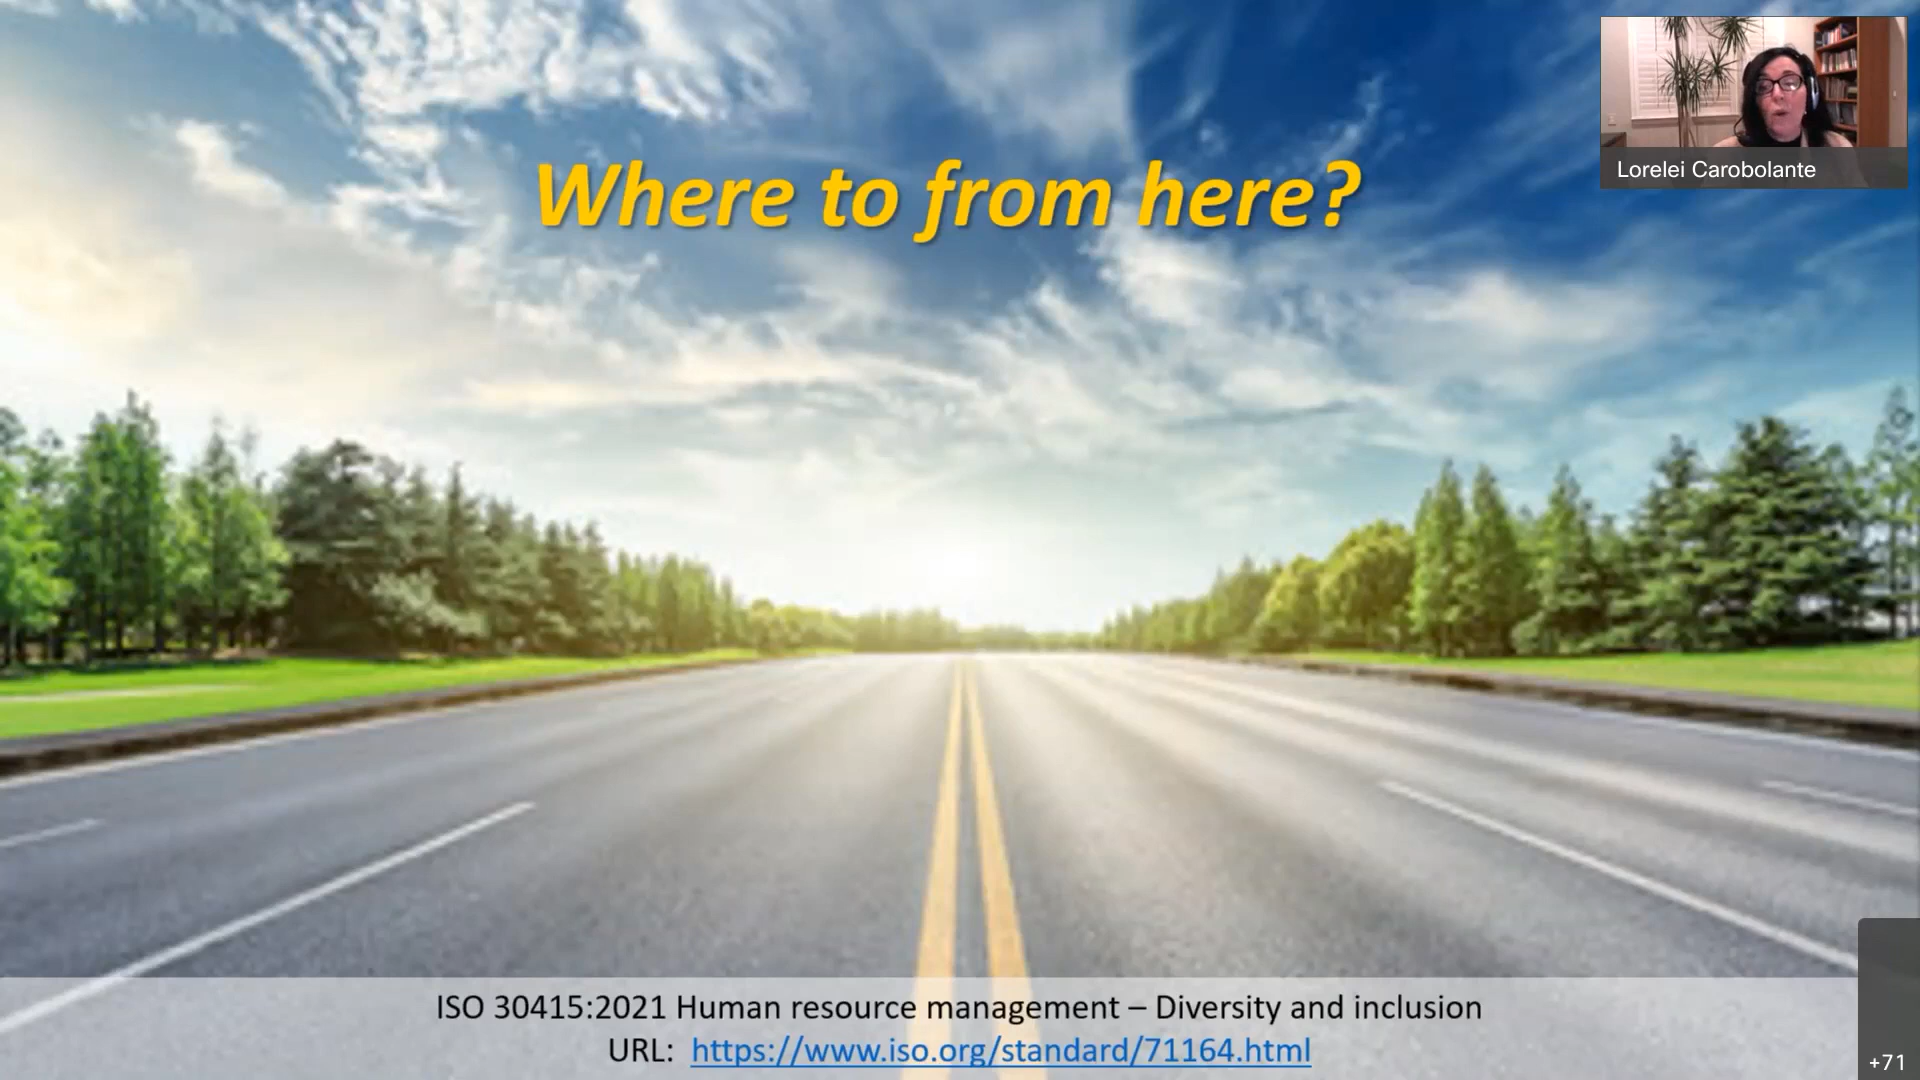 Where to from here?
Lorelei Carobolante
ISO 30415:2021 Human resource management – Diversity and inclusion
URL: https://www.iso.org/standard/71164.html
+71